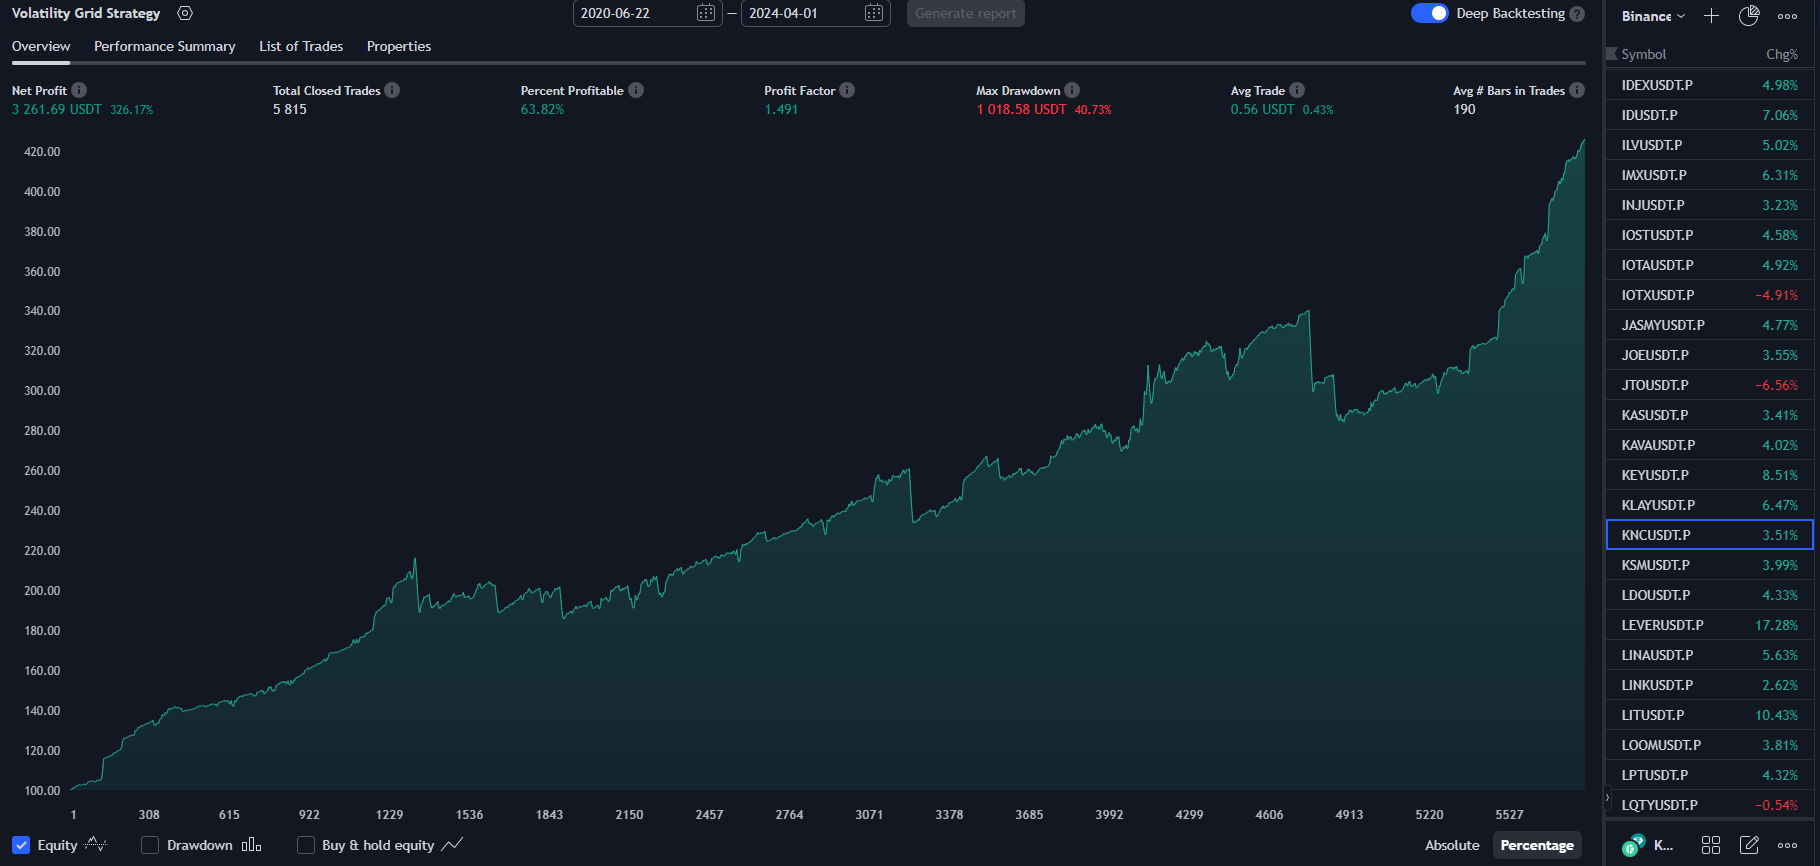 Volatility Grid Strategy
2020-06-22 — 2024-04-01 Generate report
Deep Backtesting ?
Overview Performance Summary List of Trades Properties
Net Profit
3 261.69 USDT 326.17%
Total Closed Trades
5 815
Percent Profitable
63.82%
Profit Factor
1.491
Max Drawdown
1 018.58 USDT 40.73%
Avg Trade
0.56 USDT 0.43%
Avg # Bars in Trades
190
420.00
400.00
380.00
360.00
340.00
320.00
300.00
280.00
260.00
240.00
220.00
200.00
180.00
160.00
140.00
120.00
100.00
1 308 615 922 1229 1536 1843 2150 2457 2764 3071 3378 3685 3992 4299 4606 4913 5220 5527
Equity Drawdown Buy & hold equity Absolute Percentage
Binance
Symbol Chg%
IDEXUSDT.P 4.98%
IDUSDT.P 7.06%
ILVUSDT.P 5.02%
IMXUSDT.P 6.31%
INJUSDT.P 3.23%
IOSTUSDT.P 4.58%
IOTAUSDT.P 4.92%
IOTXUSDT.P −4.91%
JASMYUSDT.P 4.77%
JOEUSDT.P 3.55%
JTOUSDT.P −6.56%
KASUSDT.P 3.41%
KAVAUSDT.P 4.02%
KEYUSDT.P 8.51%
KLAYUSDT.P 6.47%
KNCUSDT.P 3.51%
KSMUSDT.P 3.99%
LDOUSDT.P 4.33%
LEVERUSDT.P 17.28%
LINAUSDT.P 5.63%
LINKUSDT.P 2.62%
LITUSDT.P 10.43%
LOOMUSDT.P 3.81%
LPTUSDT.P 4.32%
LQTYUSDT.P −0.54%
K...